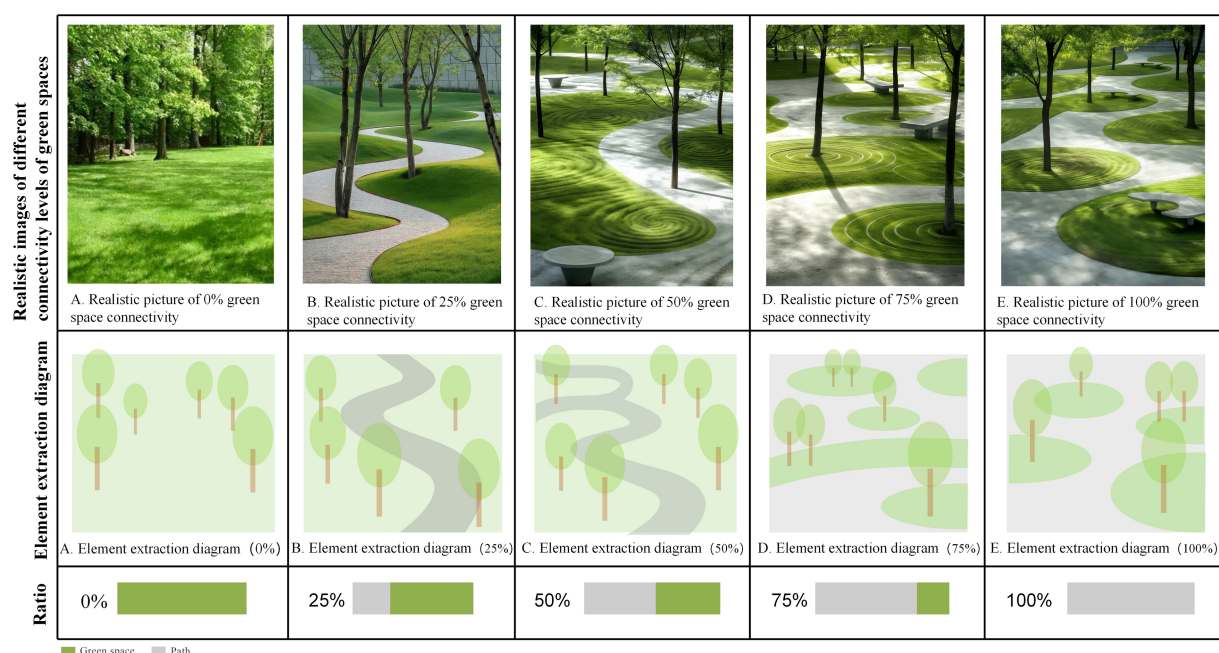 Realistic images of different
connectivity levels of green spaces
A. Realistic picture of 0% green
space connectivity
B. Realistic picture of 25% green
space connectivity
C. Realistic picture of 50% green
space connectivity
D. Realistic picture of 75% green
space connectivity
E. Realistic picture of 100% green
space connectivity
Element extraction diagram
A. Element extraction diagram (0%)
B. Element extraction diagram (25%)
C. Element extraction diagram (50%)
D. Element extraction diagram (75%)
E. Element extraction diagram (100%)
Ratio
0%
25%
50%
75%
100%
Green space
Path